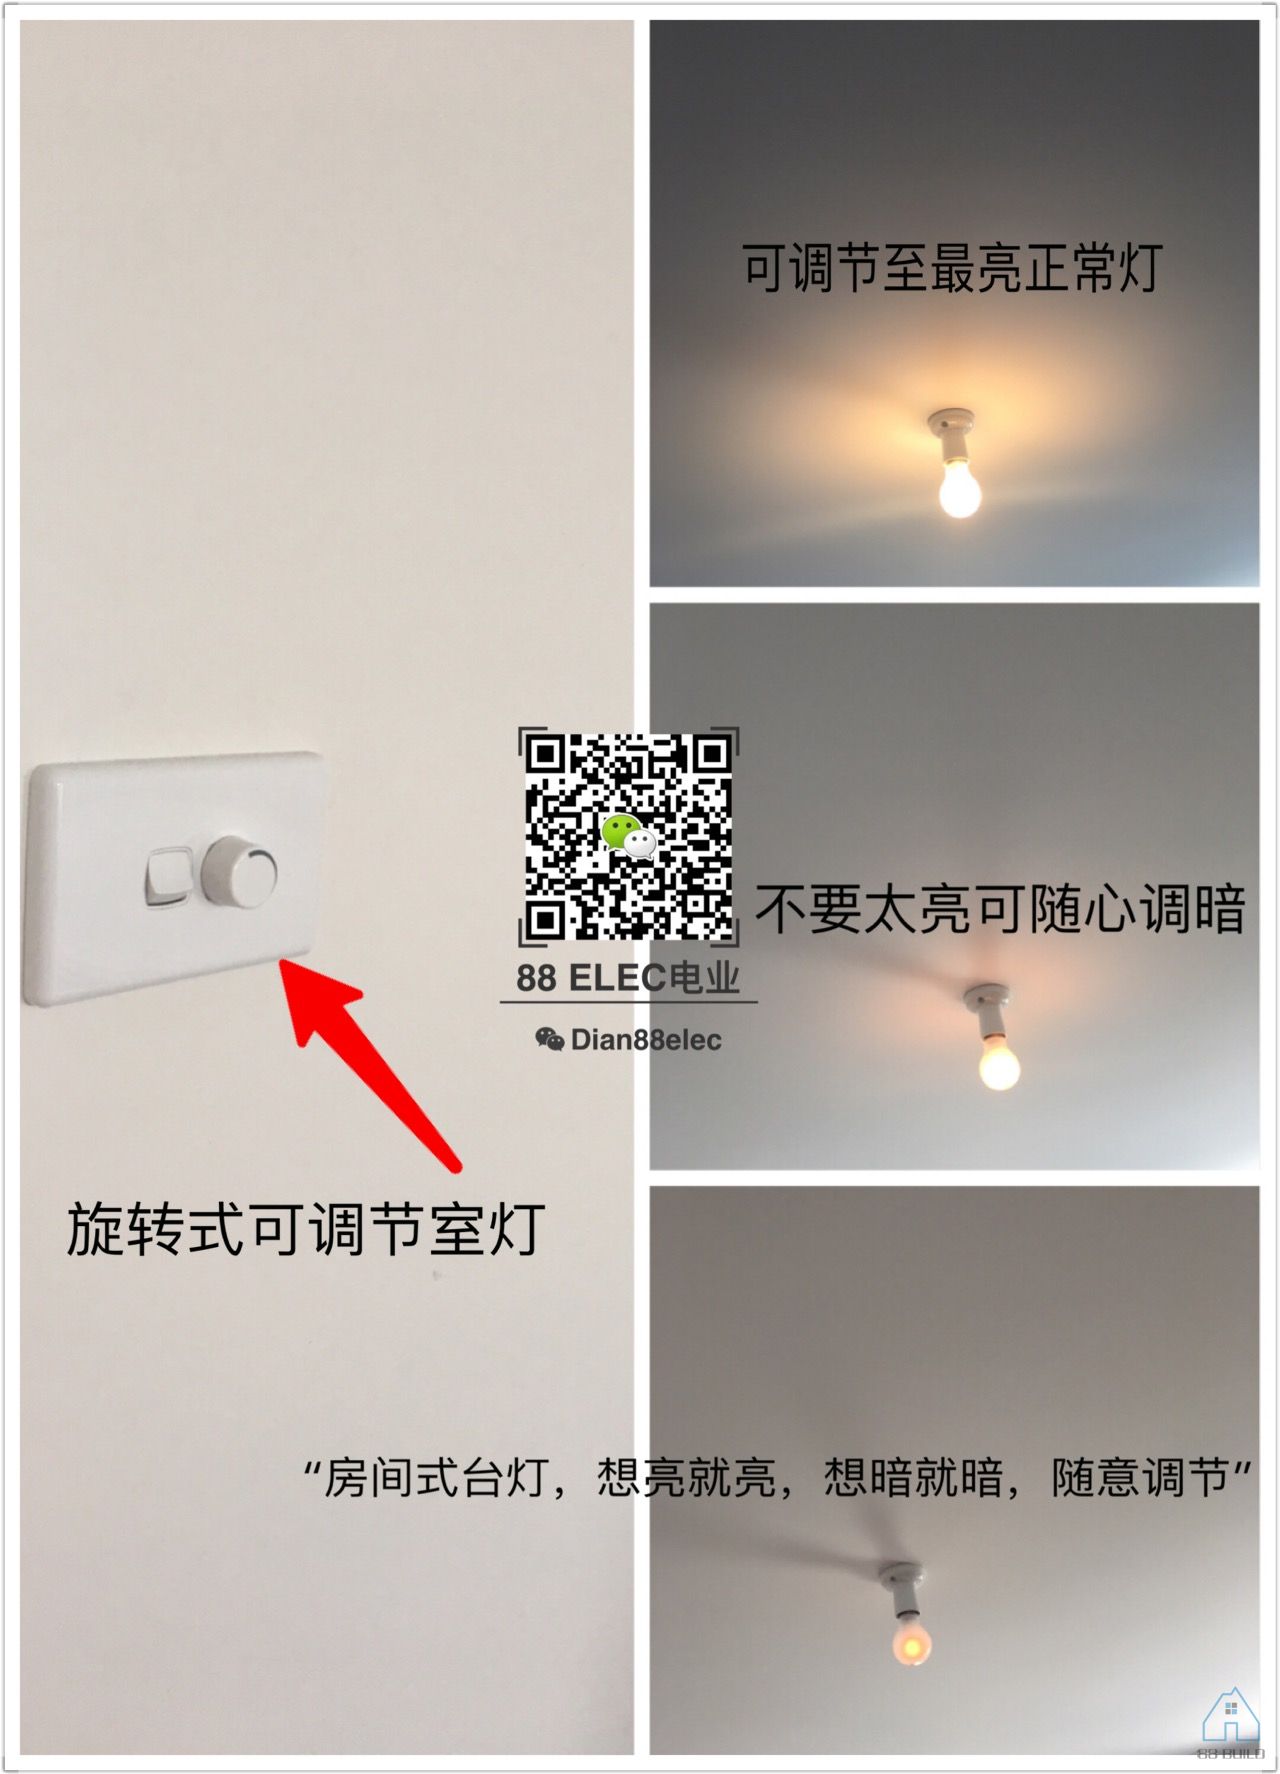 可调节至最亮正常灯
不要太亮可随心调暗
88 ELEC电业
Dian88elec
旋转式可调节室灯
“房间式台灯，想亮就亮，想暗就暗，随意调节”
88 BUILD